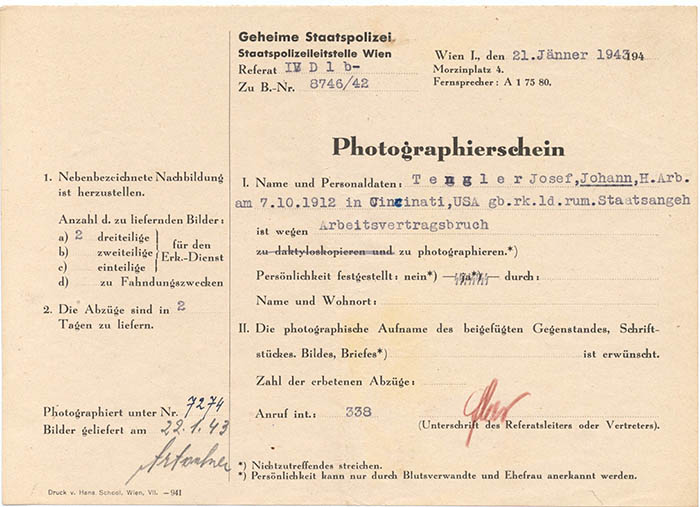 Geheime Staatspolizei
Staatspolizeileitstelle Wien
Referat IV D 1 b-
Zu B.-Nr. 8746/42
Wien I., den 21. Jänner 1943 194
Morzinplatz 4.
Fernsprecher: A 1 75 80.
Photographierschein
1. Nebenbezeichnete Nachbildung
ist herzustellen.
Anzahl d. zu liefernden Bilder:
a) 2 dreiteilige
b) zweiteilige
c) einteilige
für den
Erk.-Dienst
d) zu Fahndungszwecken
2. Die Abzüge sind in 2
Tagen zu liefern.
Photographiert unter Nr. 7274
Bilder geliefert am 22.1.43
I. Name und Personaldaten: Tengler Josef, Johann, H.Arb.
am 7.10.1912 in Cincinati, USA gb.rk.ld.rum.Staatsangeh
ist wegen Arbeitsvertragsbruch
zu daktyloskopieren und zu photographieren.*)
Persönlichkeit festgestellt: nein*) — ja*) — durch:
Name und Wohnort:
II. Die photographische Aufname des beigefügten Gegenstandes, Schrift-
stückes. Bildes, Briefes*) ist erwünscht.
Zahl der erbetenen Abzüge:
Anruf int.: 338
(Unterschrift des Referatsleiters oder Vertreters).
*) Nichtzutreffendes streichen.
*) Persönlichkeit kann nur durch Blutsverwandte und Ehefrau anerkannt werden.
Druck v. Hans School, Wien, VII. —941